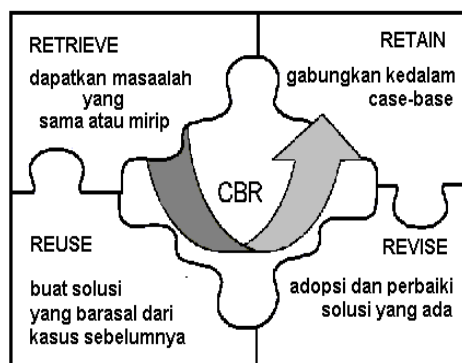 RETRIEVE
dapatkan masaalah
yang
sama atau mirip
RETAIN
gabungkan kedalam
case-base
CBR
REUSE
buat solusi
yang barasal dari
kasus sebelumnya
REVISE
adopsi dan perbaiki
solusi yang ada